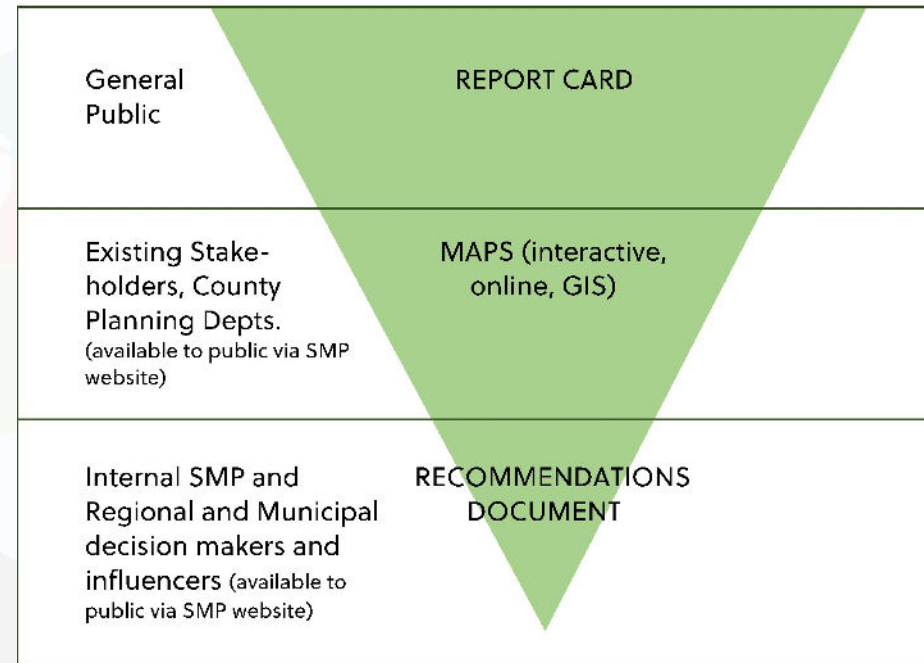 General
Public
REPORT CARD
Existing Stake-
holders, County
Planning Depts.
(available to public via SMP
website)
MAPS (interactive,
online, GIS)
Internal SMP and
Regional and Municipal
decision makers and
influencers (available to
public via SMP website)
RECOMMENDATIONS
DOCUMENT